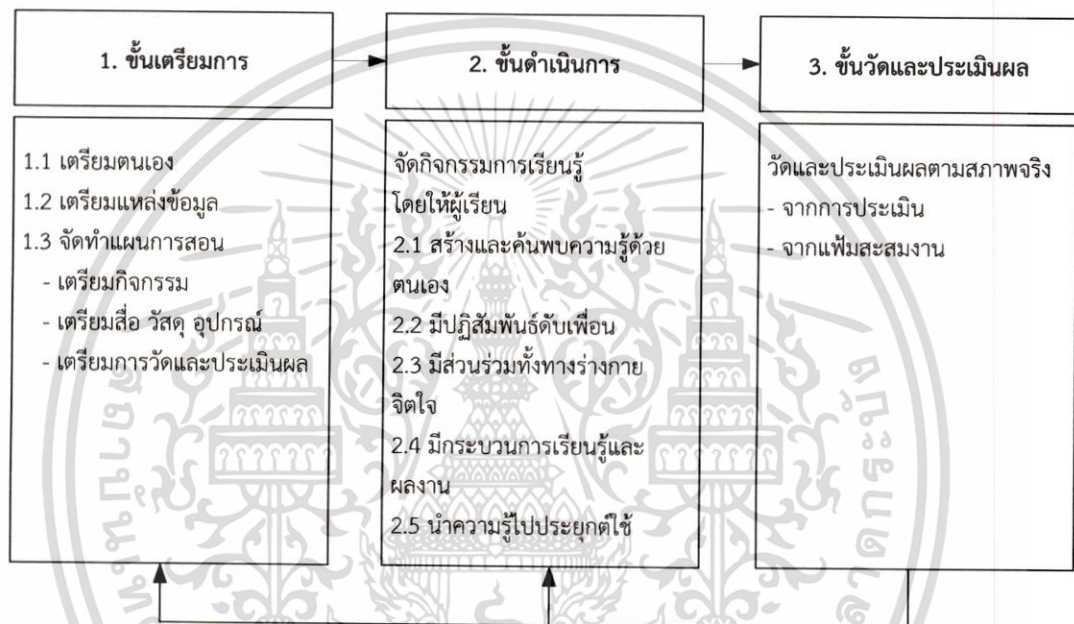 1. ขั้นเตรียมการ
2. ขั้นดำเนินการ
3. ขั้นวัดและประเมินผล
1.1 เตรียมตนเอง
1.2 เตรียมแหล่งข้อมูล
1.3 จัดทำแผนการสอน
- เตรียมกิจกรรม
- เตรียมสื่อ วัสดุ อุปกรณ์
- เตรียมการวัดและประเมินผล
จัดกิจกรรมการเรียนรู้
โดยให้ผู้เรียน
2.1 สร้างและค้นพบความรู้ด้วย
ตนเอง
2.2 มีปฏิสัมพันธ์ดับเพื่อน
2.3 มีส่วนร่วมทั้งทางร่างกาย
จิตใจ
2.4 มีกระบวนการเรียนรู้และ
ผลงาน
2.5 นำความรู้ไปประยุกต์ใช้
วัดและประเมินผลตามสภาพจริง
- จากการประเมิน
- จากแฟ้มสะสมงาน